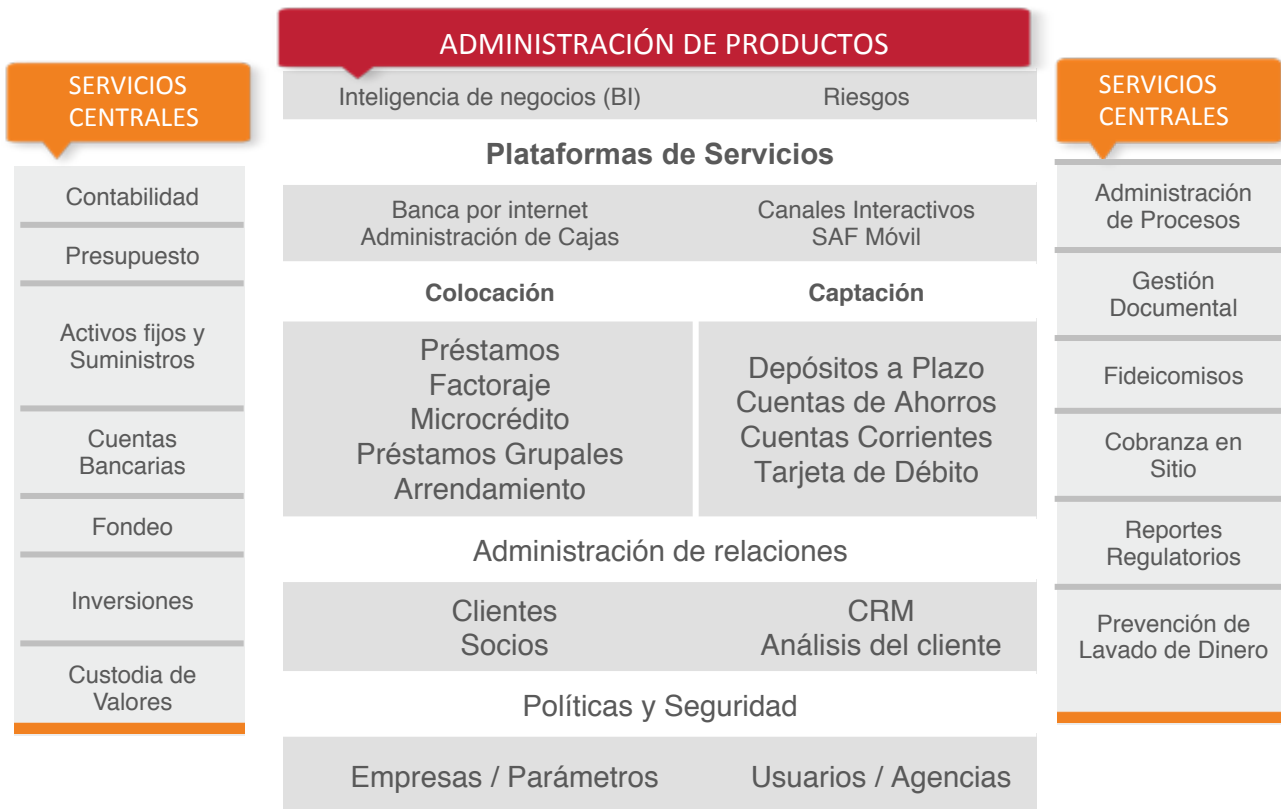 SERVICIOS
CENTRALES
Contabilidad
Presupuesto
Activos fijos y
Suministros
Cuentas
Bancarias
Fondeo
Inversiones
Custodia de
Valores
ADMINISTRACIÓN DE PRODUCTOS
Inteligencia de negocios (BI)
Riesgos
Plataformas de Servicios
Banca por internet
Administración de Cajas
Canales Interactivos
SAF Móvil
Colocación
Préstamos
Factoraje
Microcrédito
Préstamos Grupales
Arrendamiento
Captación
Depósitos a Plazo
Cuentas de Ahorros
Cuentas Corrientes
Tarjeta de Débito
Administración de relaciones
Clientes
Socios
CRM
Análisis del cliente
Políticas y Seguridad
Empresas / Parámetros
Usuarios / Agencias
SERVICIOS
CENTRALES
Administración
de Procesos
Gestión
Documental
Fideicomisos
Cobranza en
Sitio
Reportes
Regulatorios
Prevención de
Lavado de Dinero